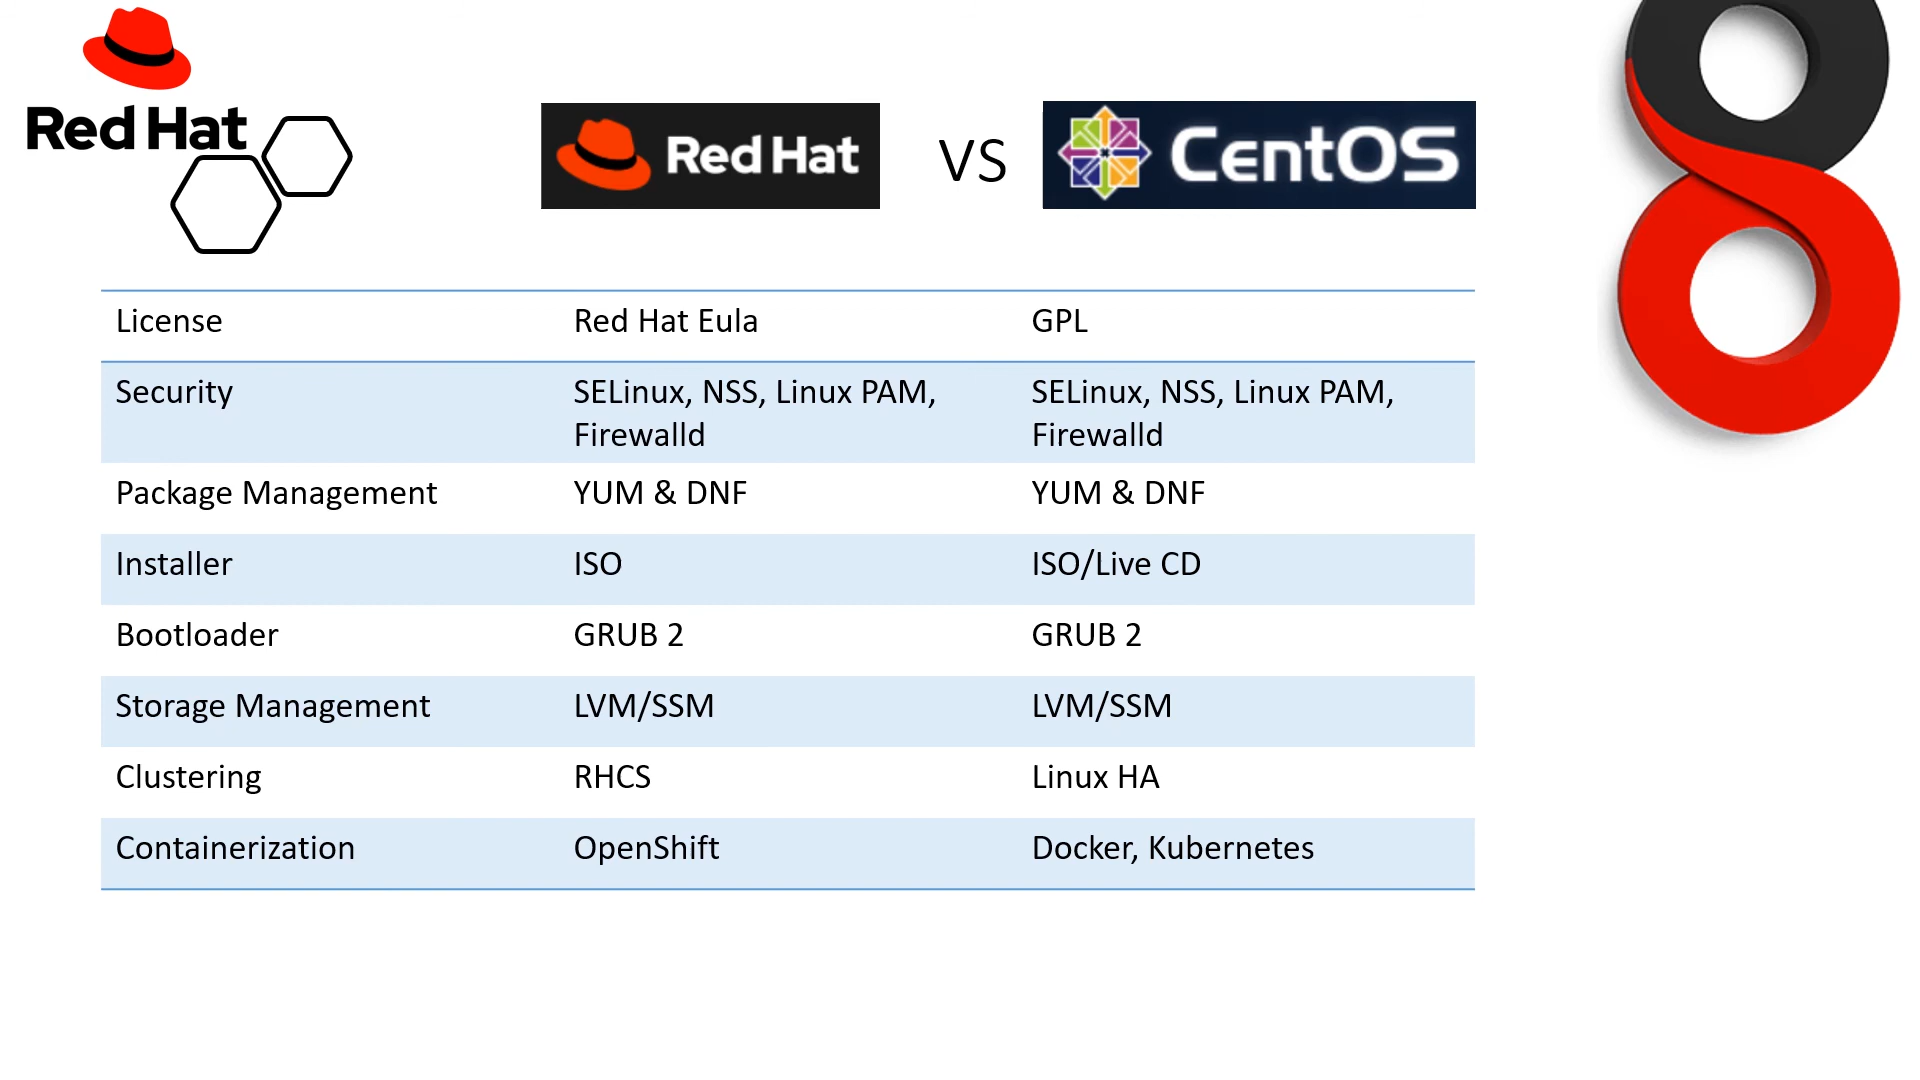 Red Hat
Red Hat VS CentOS
License Red Hat Eula GPL
Security SELinux, NSS, Linux PAM, SELinux, NSS, Linux PAM,
Firewalld Firewalld
Package Management YUM & DNF YUM & DNF
Installer ISO ISO/Live CD
Bootloader GRUB 2 GRUB 2
Storage Management LVM/SSM LVM/SSM
Clustering RHCS Linux HA
Containerization OpenShift Docker, Kubernetes
8